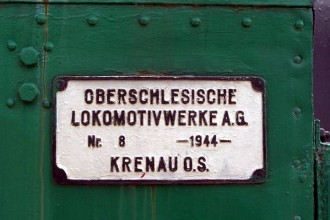 OBERSCHLESISCHE
LOKOMOTIVWERKE A.G.
Nr. 8 —1944—
KRENAU O.S.